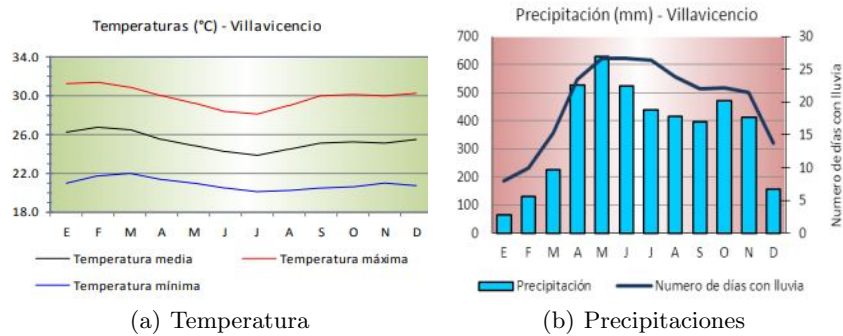 Temperaturas (°C) - Villavicencio
34.0
30.0
26.0
22.0
18.0
E F M A M J J A S O N D
Temperatura media
Temperatura máxima
Temperatura mínima
(a) Temperatura
Precipitación (mm) - Villavicencio
700
600
500
400
300
200
100
0
30
25
20
15
10
5
0
Numero de días con lluvia
E F M A M J J A S O N D
Precipitación
Numero de días con lluvia
(b) Precipitaciones